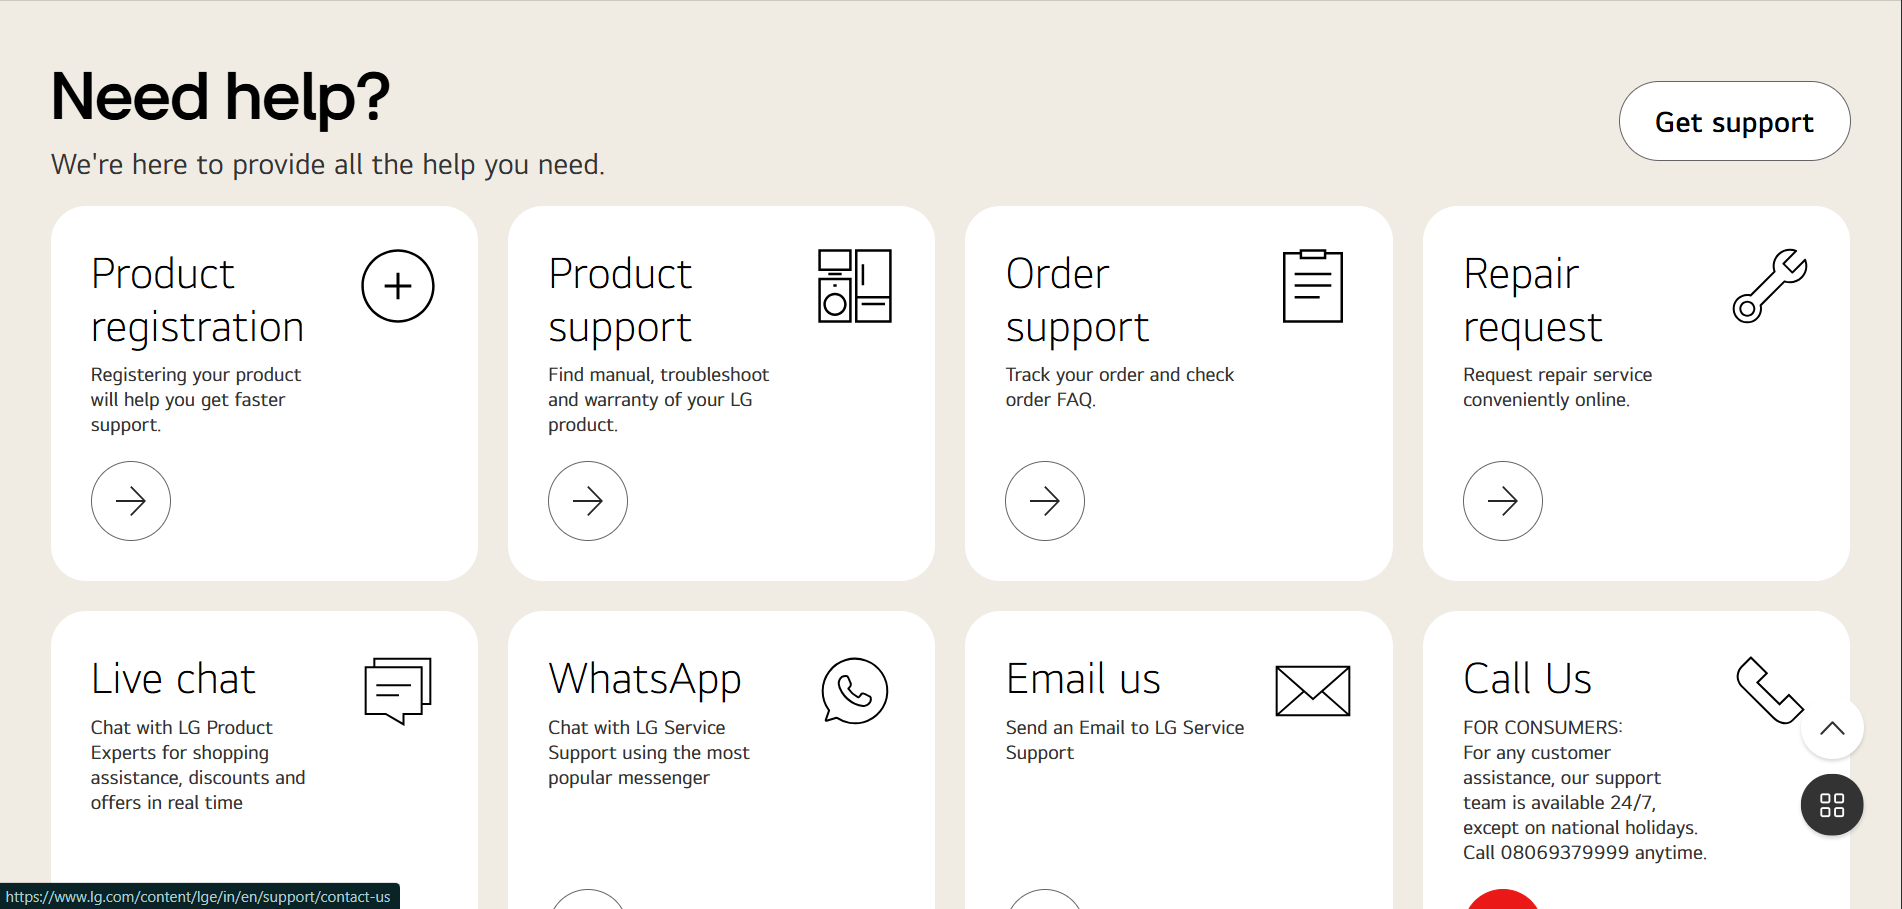 Need help?
We're here to provide all the help you need.
Get support
Product
registration
Registering your product
will help you get faster
support.
Product
support
Find manual, troubleshoot
and warranty of your LG
product.
Order
support
Track your order and check
order FAQ.
Repair
request
Request repair service
conveniently online.
Live chat
Chat with LG Product
Experts for shopping
assistance, discounts and
offers in real time
WhatsApp
Chat with LG Service
Support using the most
popular messenger
Email us
Send an Email to LG Service
Support
Call Us
FOR CONSUMERS:
For any customer
assistance, our support
team is available 24/7,
except on national holidays.
Call 08069379999 anytime.
https://www.lg.com/content/lge/in/en/support/contact-us